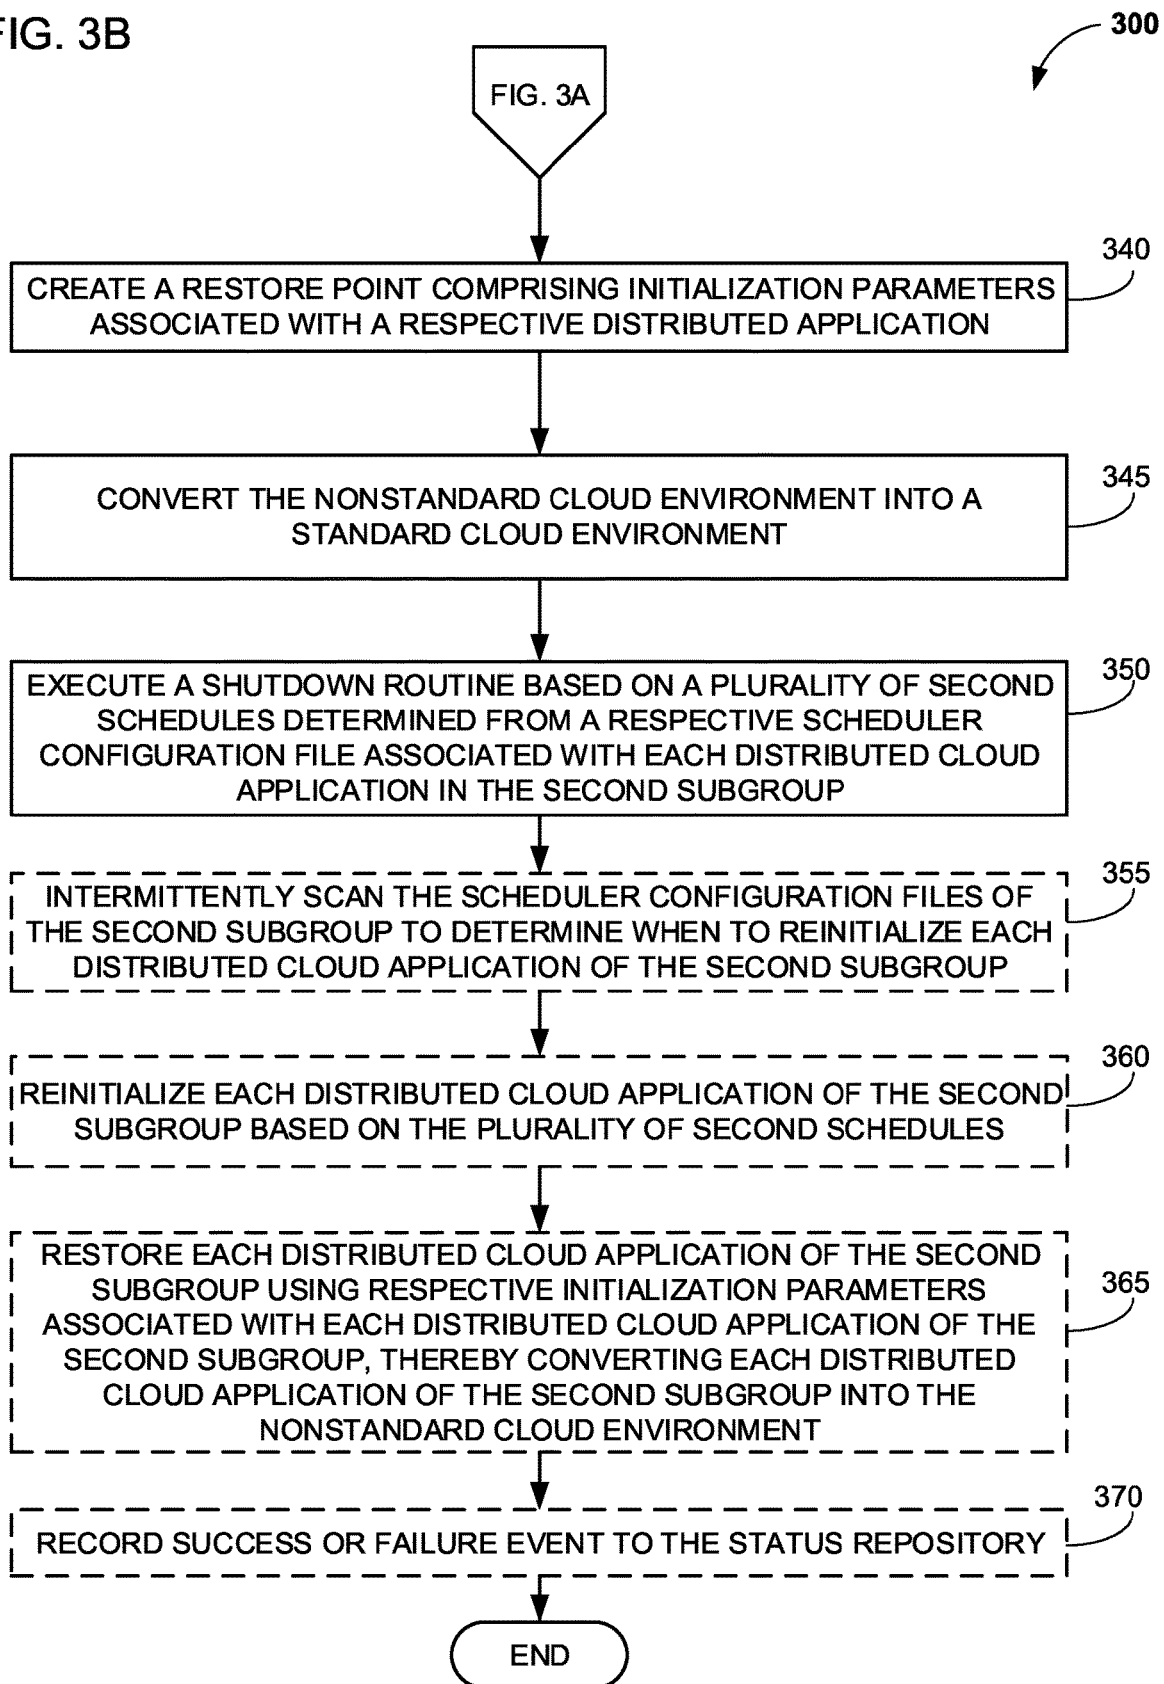 FIG. 3B
300
FIG. 3A
340
CREATE A RESTORE POINT COMPRISING INITIALIZATION PARAMETERS
ASSOCIATED WITH A RESPECTIVE DISTRIBUTED APPLICATION
345
CONVERT THE NONSTANDARD CLOUD ENVIRONMENT INTO A
STANDARD CLOUD ENVIRONMENT
350
EXECUTE A SHUTDOWN ROUTINE BASED ON A PLURALITY OF SECOND
SCHEDULES DETERMINED FROM A RESPECTIVE SCHEDULER
CONFIGURATION FILE ASSOCIATED WITH EACH DISTRIBUTED CLOUD
APPLICATION IN THE SECOND SUBGROUP
355
INTERMITTENTLY SCAN THE SCHEDULER CONFIGURATION FILES OF
THE SECOND SUBGROUP TO DETERMINE WHEN TO REINITIALIZE EACH
DISTRIBUTED CLOUD APPLICATION OF THE SECOND SUBGROUP
360
REINITIALIZE EACH DISTRIBUTED CLOUD APPLICATION OF THE SECOND
SUBGROUP BASED ON THE PLURALITY OF SECOND SCHEDULES
365
RESTORE EACH DISTRIBUTED CLOUD APPLICATION OF THE SECOND
SUBGROUP USING RESPECTIVE INITIALIZATION PARAMETERS
ASSOCIATED WITH EACH DISTRIBUTED CLOUD APPLICATION OF THE
SECOND SUBGROUP, THEREBY CONVERTING EACH DISTRIBUTED
CLOUD APPLICATION OF THE SECOND SUBGROUP INTO THE
NONSTANDARD CLOUD ENVIRONMENT
370
RECORD SUCCESS OR FAILURE EVENT TO THE STATUS REPOSITORY
END